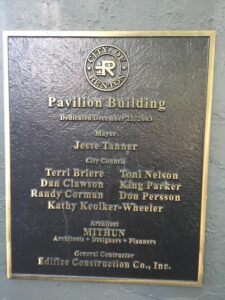 CITY OF
RENTON
Pavilion Building
Dedicated December 22, 2003
Mayor
Jesse Tanner
City Council
Terri Briere Toni Nelson
Dan Clawson King Parker
Randy Corman Don Persson
Kathy Keolker-Wheeler
Architect
MITHUN
Architects + Designers + Planners
General Contractor
Edifice Construction Co., Inc.